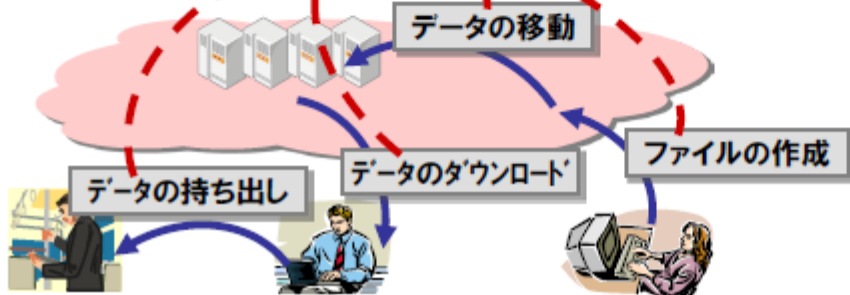 データの移動
ファイルの作成
データのダウンロード
データの持ち出し